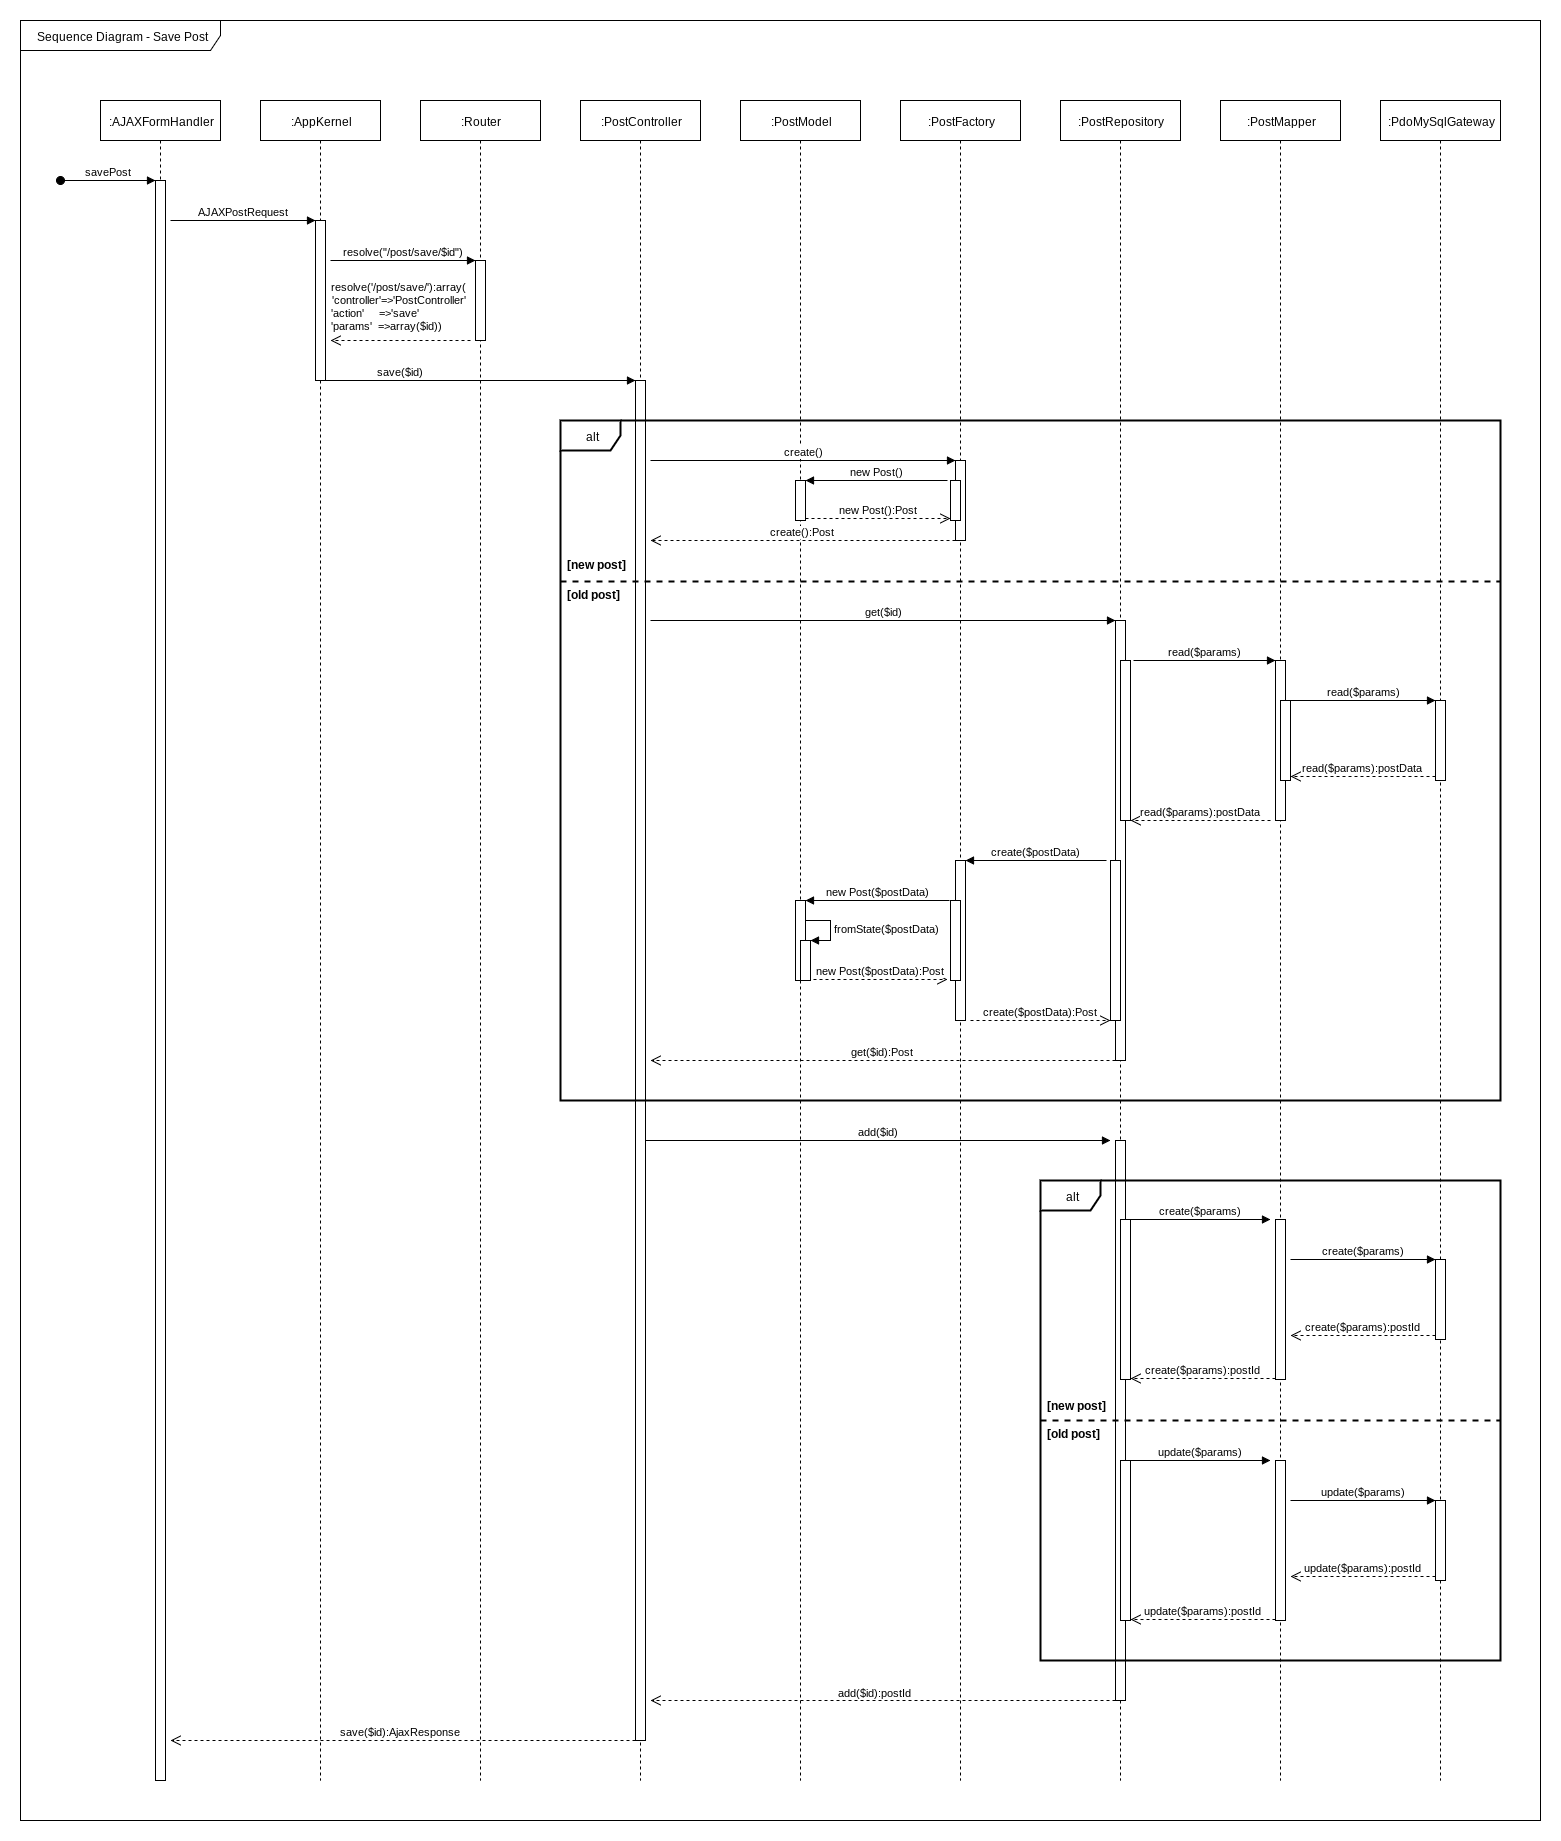 Sequence Diagram - Save Post
:AJAXFormHandler
:AppKernel
:Router
:PostController
:PostModel
:PostFactory
:PostRepository
:PostMapper
:PdoMySqlGateway
savePost
AJAXPostRequest
resolve("/post/save/$id")
resolve('/post/save/'):array(
'controller'=>'PostController'
'action' =>'save'
'params' =>array($id))
save($id)
alt
create()
new Post()
new Post():Post
create():Post
[new post]
[old post]
get($id)
read($params)
read($params)
read($params):postData
read($params):postData
create($postData)
new Post($postData)
fromState($postData)
new Post($postData):Post
create($postData):Post
get($id):Post
add($id)
alt
create($params)
create($params)
create($params):postId
create($params):postId
[new post]
[old post]
update($params)
update($params)
update($params):postId
update($params):postId
add($id):postId
save($id):AjaxResponse